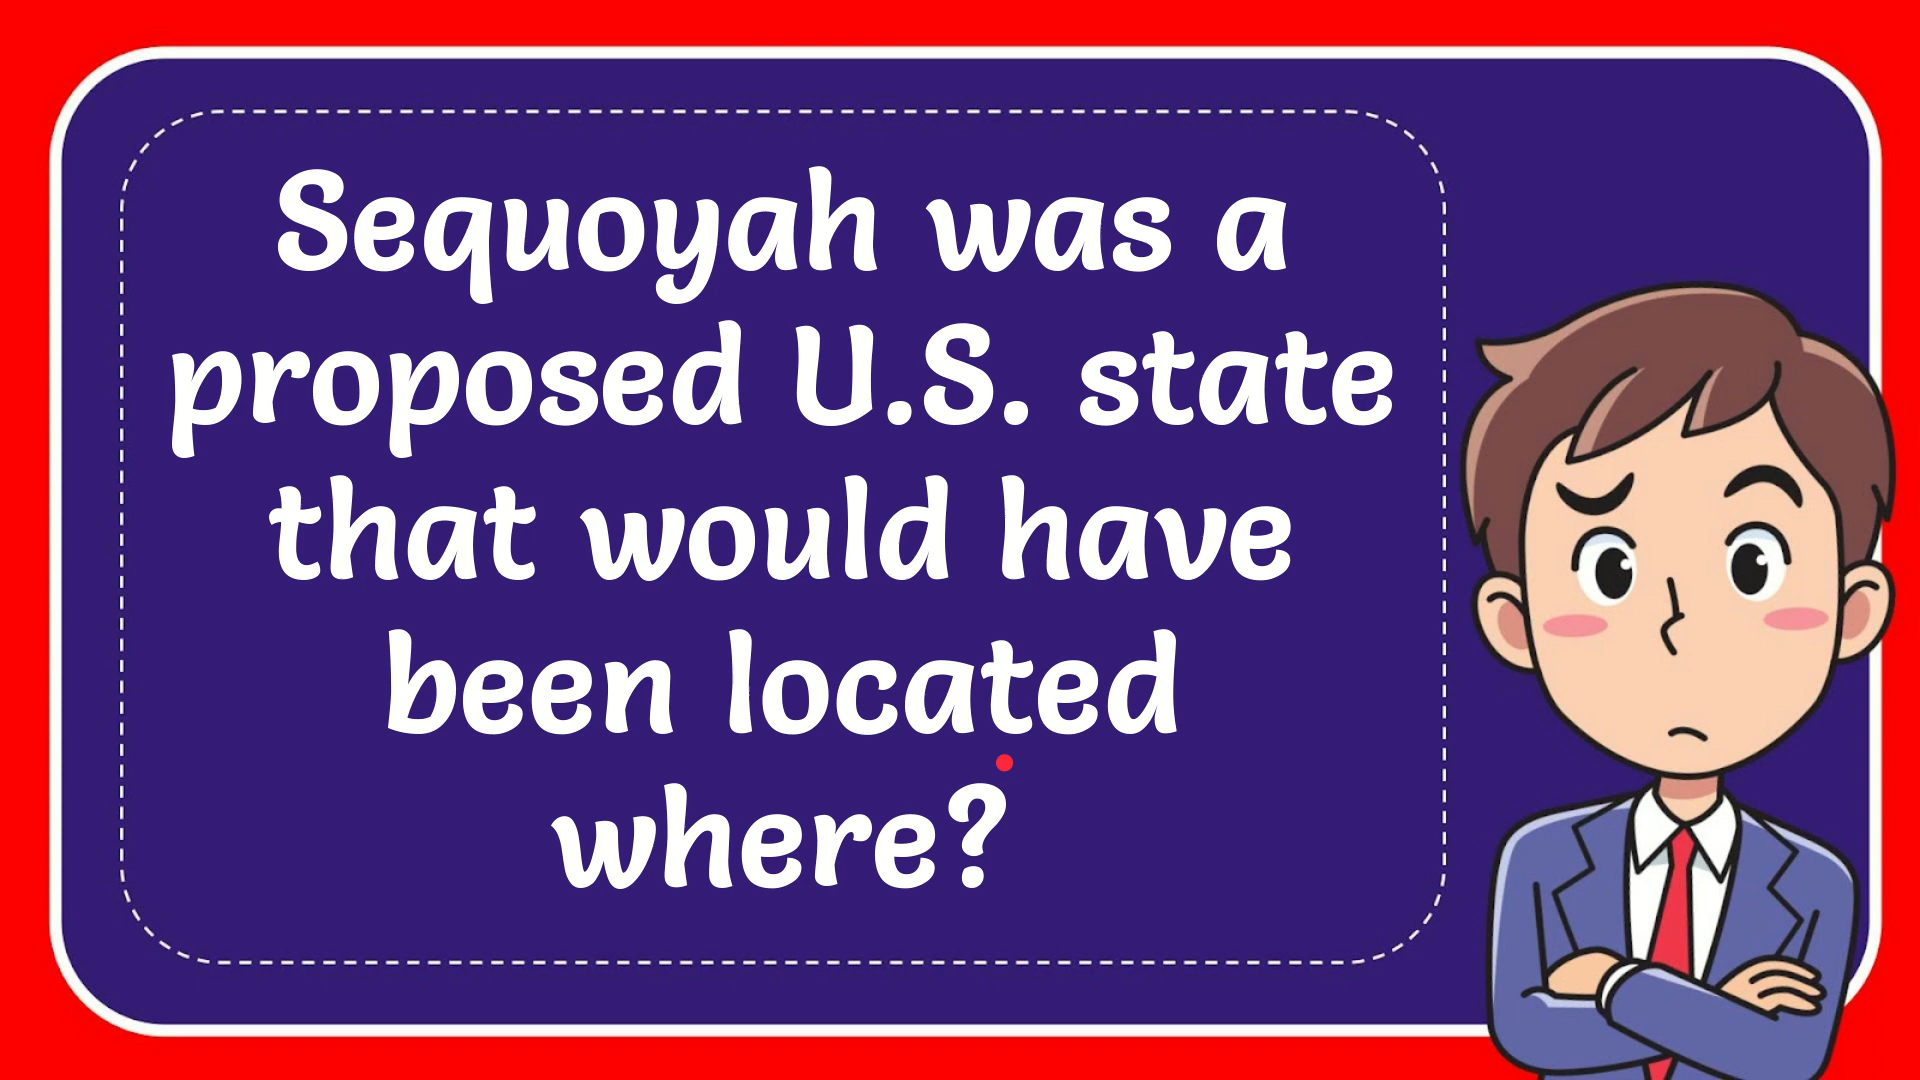 Sequoyah was a
proposed U.S. state
that would have
been located
where?